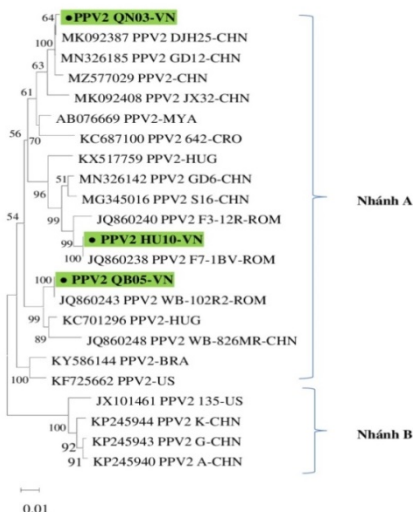 64
●PPV2 QN03-VN
MK092387 PPV2 DJH25-CHN
100
MN326185 PPV2 GD12-CHN
63
MZ577029 PPV2-CHN
61
MK092408 PPV2 JX32-CHN
AB076669 PPV2-MYA
56
70
KC687100 PPV2 642-CRO
KX517759 PPV2-HUG
51
MN326142 PPV2 GD6-CHN
96
MG345016 PPV2 S16-CHN
Nhánh A
JQ860240 PPV2 F3-12R-ROM
54
99
● PPV2 HU10-VN
100
JQ860238 PPV2 F7-1BV-ROM
100
● PPV2 QB05-VN
JQ860243 PPV2 WB-102R2-ROM
99
KC701296 PPV2-HUG
89
JQ860248 PPV2 WB-826MR-CHN
KY586144 PPV2-BRA
100
KF725662 PPV2-US
JX101461 PPV2 135-US
100
KP245944 PPV2 K-CHN
Nhánh B
92
KP245943 PPV2 G-CHN
91
KP245940 PPV2 A-CHN
0.01